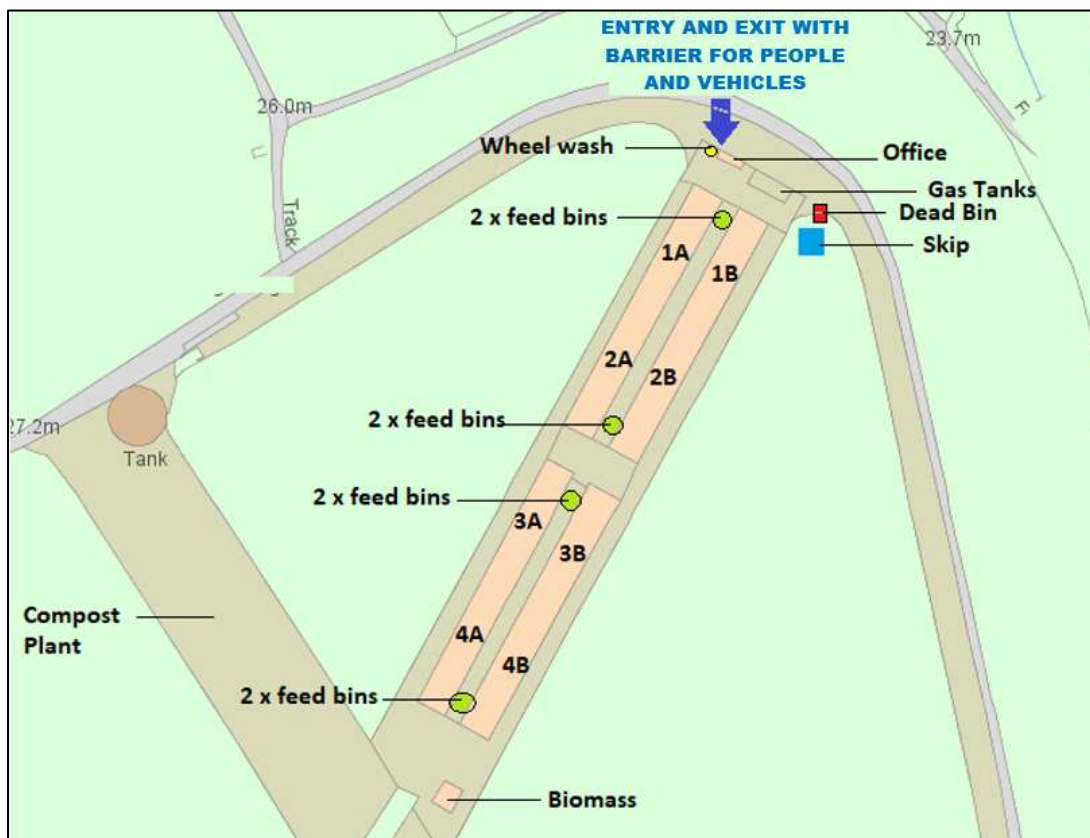 ENTRY AND EXIT WITH
BARRIER FOR PEOPLE
AND VEHICLES
23.7m
26.0m
Wheel wash
Office
Gas Tanks
Dead Bin
Skip
2 x feed bins
Track
1A
1B
2A
2B
2 x feed bins
27.2m
Tank
2 x feed bins
3A
3B
Compost
Plant
4A
4B
2 x feed bins
Biomass